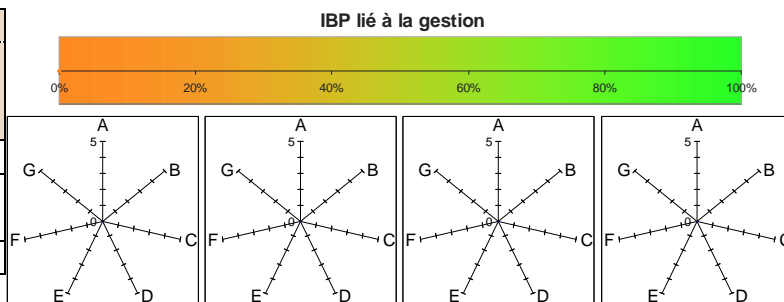 IBP lié à la gestion
0% 20% 40% 60% 80% 100%
A A A A
5 5 5 5
G B G B G B G B
0 0 0 0
F C F C F C F C
E D E D E D E D